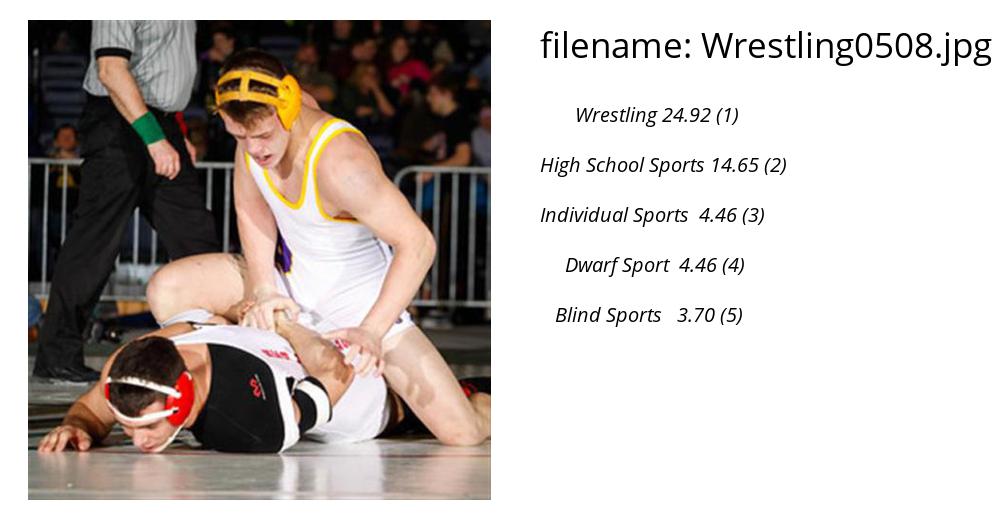 filename: Wrestling0508.jpg
Wrestling 24.92 (1)
High School Sports 14.65 (2)
Individual Sports 4.46 (3)
Dwarf Sport 4.46 (4)
Blind Sports 3.70 (5)